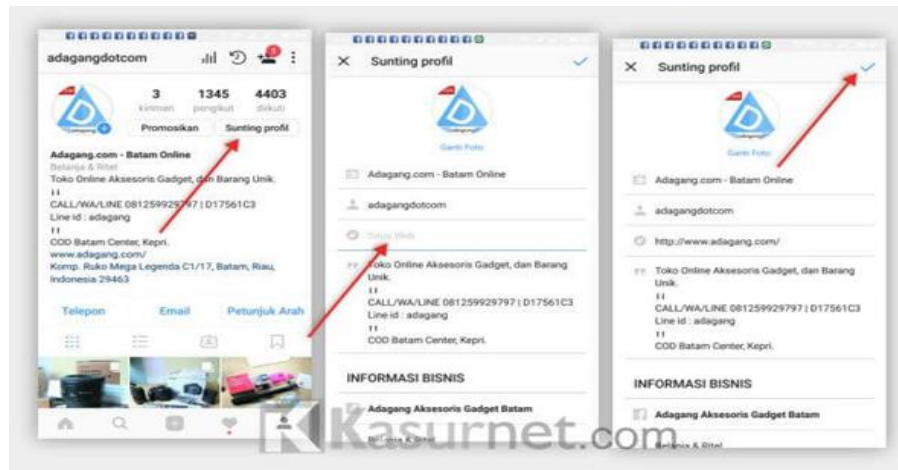 adagangdotcom
3 1345 4403
kiriman pengikut diikuti
Promosikan Sunting profil
Adagang.com - Batam Online
Belanja & Ritel
Toko Online Aksesoris Gadget, dan Barang Unik.
CALL/WA/LINE 081259929797 | D17561C3
Line id : adagang
COD Batam Center, Kepri.
www.adagang.com/
Komp. Ruko Mega Legenda C1/17, Batam, Riau,
Indonesia 29463
Telepon Email Petunjuk Arah
Sunting profil
Ganti Foto
Adagang.com - Batam Online
adagangdotcom
Situs Web
Toko Online Aksesoris Gadget, dan Barang
Unik.
CALL/WA/LINE 081259929797 | D17561C3
Line id : adagang
COD Batam Center, Kepri.
INFORMASI BISNIS
Adagang Aksesoris Gadget Batam
Belanja & Ritel
Sunting profil
Ganti Foto
Adagang.com - Batam Online
adagangdotcom
http://www.adagang.com/
Toko Online Aksesoris Gadget, dan Barang
Unik.
CALL/WA/LINE 081259929797 | D17561C3
Line id : adagang
COD Batam Center, Kepri.
INFORMASI BISNIS
Adagang Aksesoris Gadget Batam
Belanja & Ritel
Kasurnet.com